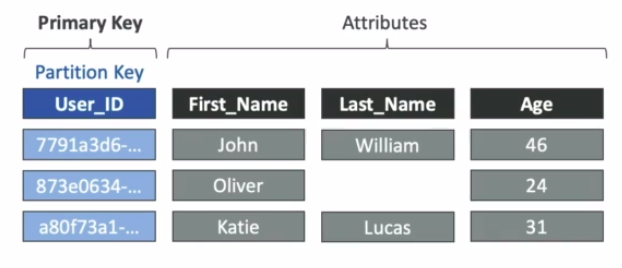 Primary Key Attributes
Partition Key
User_ID First_Name Last_Name Age
7791a3d6-... John William 46
873e0634-... Oliver 24
a80f73a1-... Katie Lucas 31